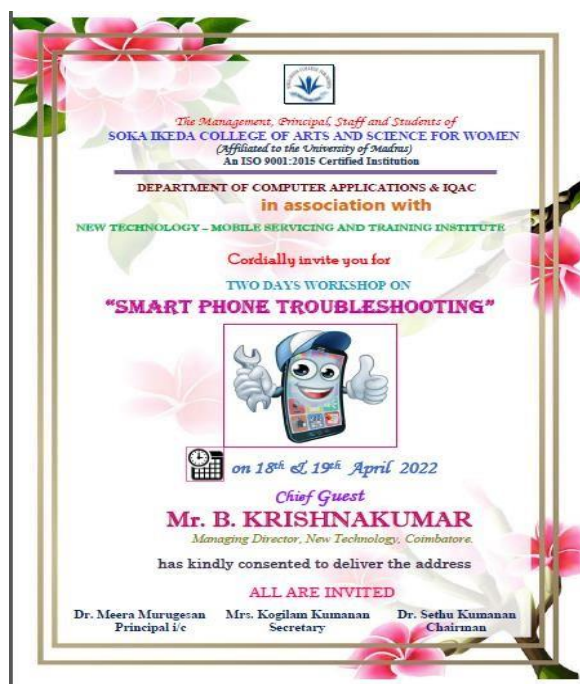 The Management, Principal, Staff and Students of
SOKA IKEDA COLLEGE OF ARTS AND SCIENCE FOR WOMEN
(Affiliated to the University of Madras)
An ISO 9001:2015 Certified Institution
DEPARTMENT OF COMPUTER APPLICATIONS & IQAC
in association with
NEW TECHNOLOGY – MOBILE SERVICING AND TRAINING INSTITUTE
Cordially invite you for
TWO DAYS WORKSHOP ON
“SMART PHONE TROUBLESHOOTING”
on 18th & 19th April 2022
Chief Guest
Mr. B. KRISHNAKUMAR
Managing Director, New Technology, Coimbatore.
has kindly consented to deliver the address
ALL ARE INVITED
Dr. Meera Murugesan Mrs. Kogilam Kumanan Dr. Sethu Kumanan
Principal i/c Secretary Chairman